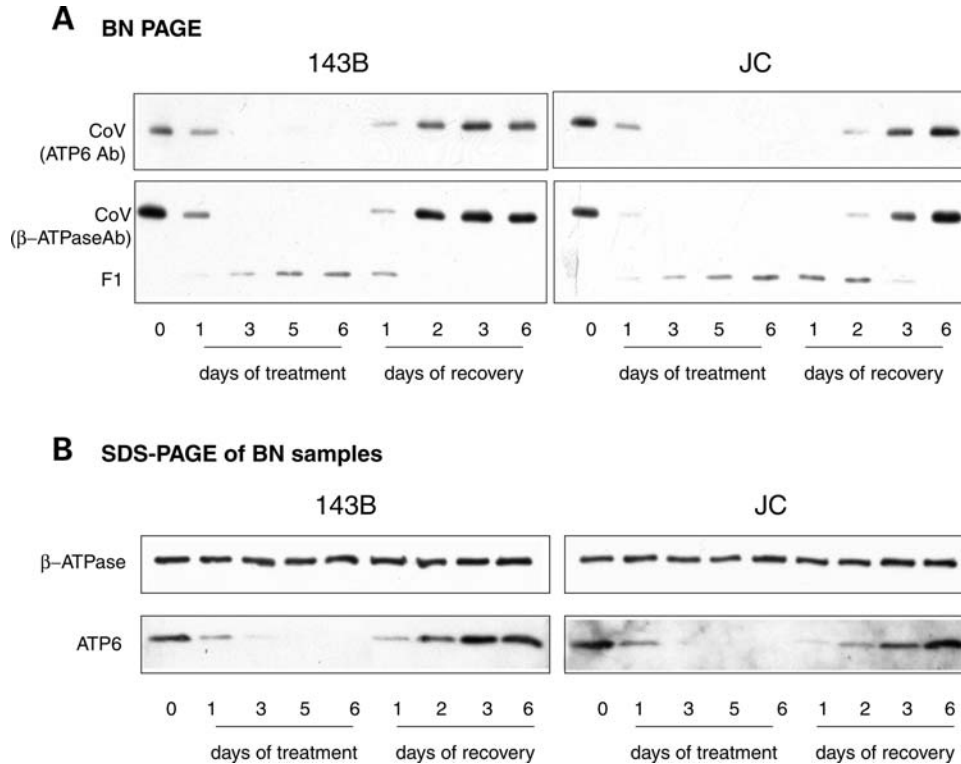 A BN PAGE
143B JC
CoV
(ATP6 Ab)
CoV
(β–ATPaseAb)
F1
0 1 3 5 6 1 2 3 6 0 1 3 5 6 1 2 3 6
days of treatment days of recovery days of treatment days of recovery
B SDS-PAGE of BN samples
143B JC
β–ATPase
ATP6
0 1 3 5 6 1 2 3 6 0 1 3 5 6 1 2 3 6
days of treatment days of recovery days of treatment days of recovery